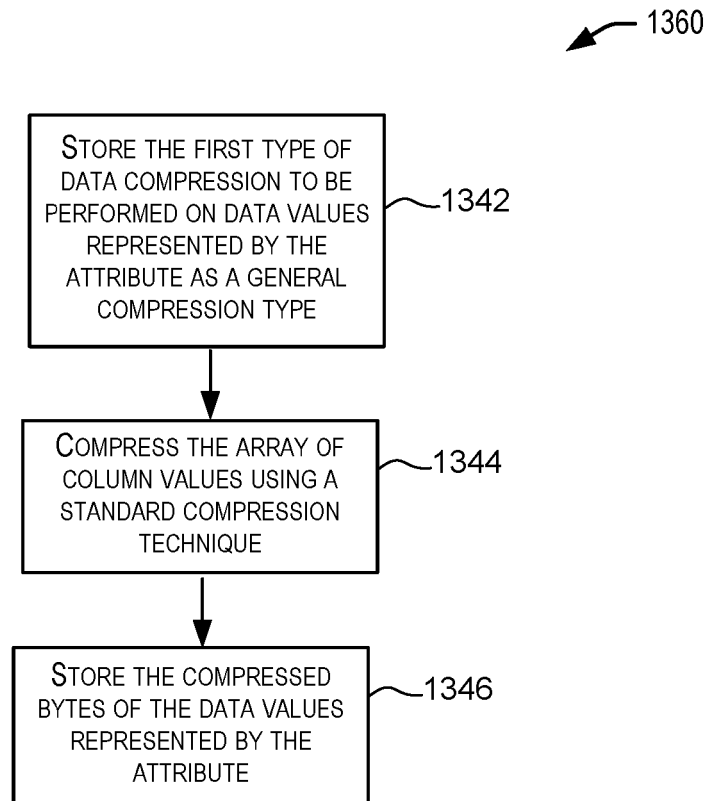 1360
STORE THE FIRST TYPE OF
DATA COMPRESSION TO BE
PERFORMED ON DATA VALUES
REPRESENTED BY THE
ATTRIBUTE AS A GENERAL
COMPRESSION TYPE
1342
COMPRESS THE ARRAY OF
COLUMN VALUES USING A
STANDARD COMPRESSION
TECHNIQUE
1344
STORE THE COMPRESSED
BYTES OF THE DATA VALUES
REPRESENTED BY THE
ATTRIBUTE
1346